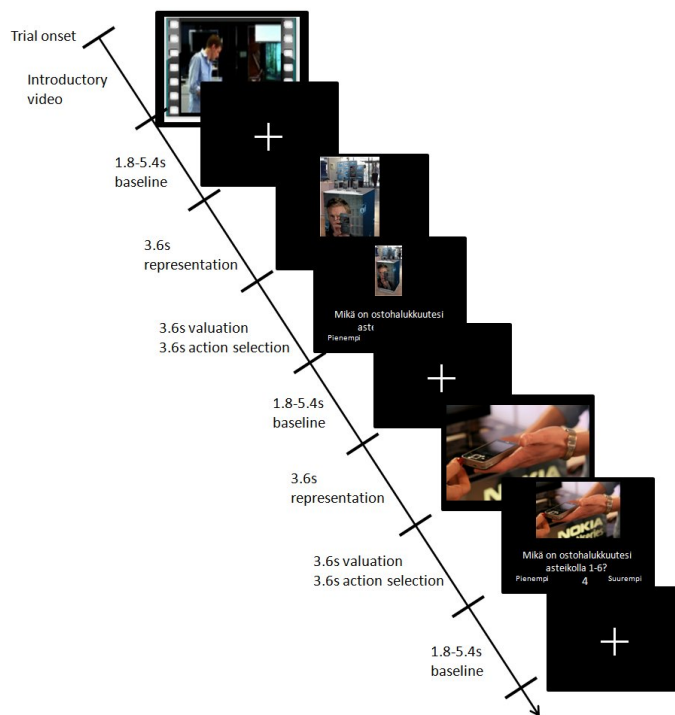 Trial onset
Introductory
video
1.8-5.4s
baseline
3.6s
representation
Mikä on ostohalukkuutesi
aste
Pienempi
3.6s valuation
3.6s action selection
1.8-5.4s
baseline
3.6s
representation
NOKIA
NOKIA
Mikä on ostohalukkuutesi
asteikolla 1-6?
Pienempi 4 Suurempi
3.6s valuation
3.6s action selection
1.8-5.4s
baseline